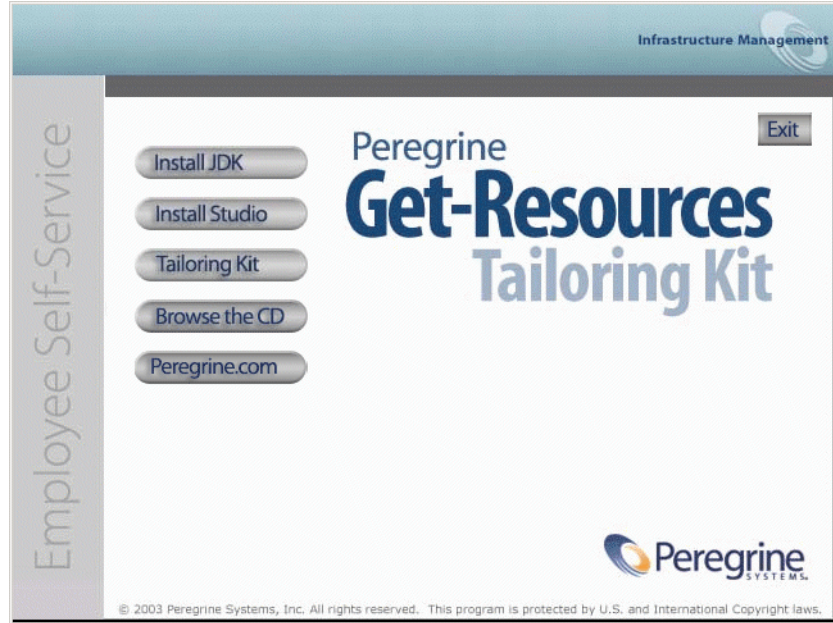 Infrastructure Management
Employee Self-Service
Exit
Install JDK
Install Studio
Tailoring Kit
Browse the CD
Peregrine.com
Peregrine
Get-Resources
Tailoring Kit
Peregrine
SYSTEMS.
© 2003 Peregrine Systems, Inc. All rights reserved. This program is protected by U.S. and International Copyright laws.